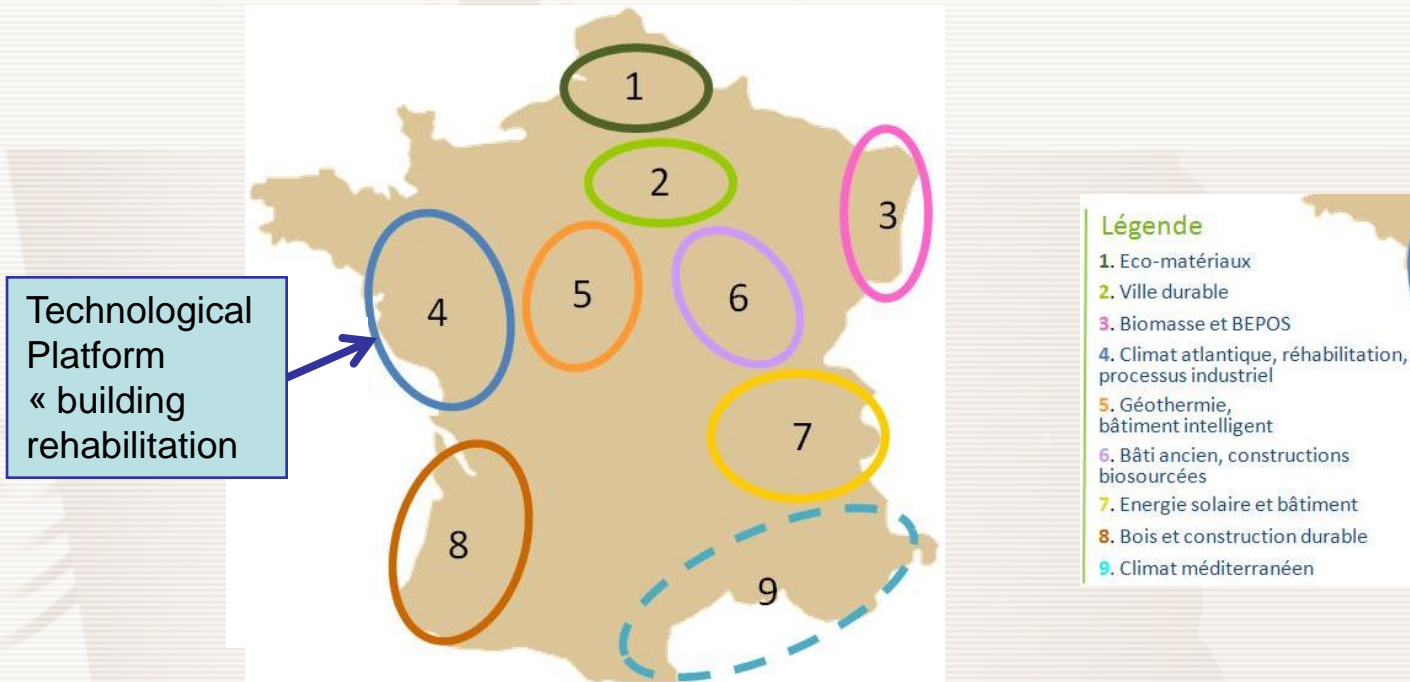 1
2
3
4
5
6
7
8
9
Technological
Platform
« building
rehabilitation
Légende
1. Eco-matériaux
2. Ville durable
3. Biomasse et BEPOS
4. Climat atlantique, réhabilitation,
processus industriel
5. Géothermie,
bâtiment intelligent
6. Bâti ancien, constructions
biosourcées
7. Energie solaire et bâtiment
8. Bois et construction durable
9. Climat méditerranéen